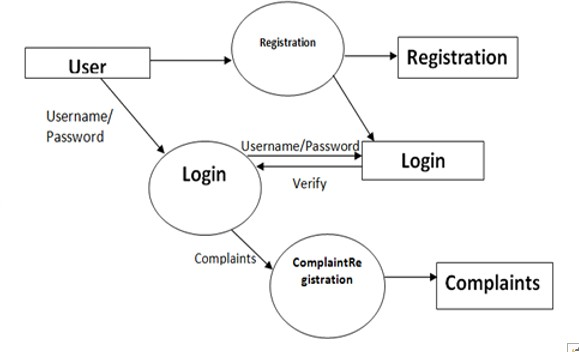 Registration
User
Registration
Username/
Password
Username/Password
Login
Login
Verify
Complaints
ComplaintRe
gistration
Complaints